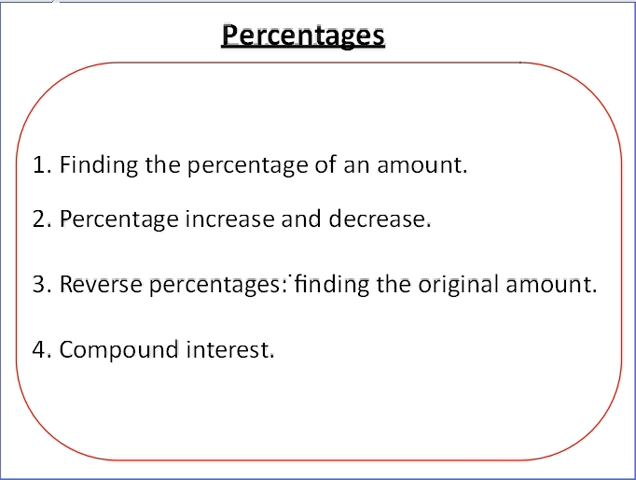 Percentages
1. Finding the percentage of an amount.
2. Percentage increase and decrease.
3. Reverse percentages: finding the original amount.
4. Compound interest.